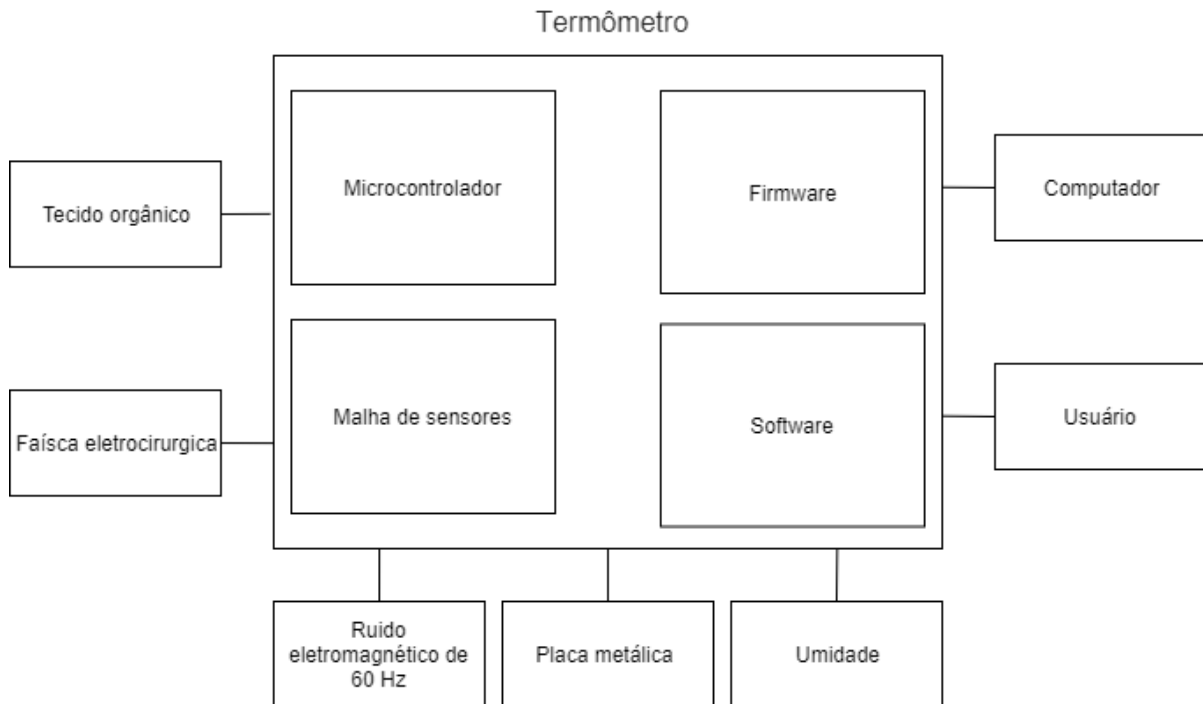 Termômetro
Microcontrolador
Firmware
Computador
Tecido orgânico
Malha de sensores
Software
Usuário
Faísca eletrocirurgica
Ruido
eletromagnético de
60 Hz
Placa metálica
Umidade